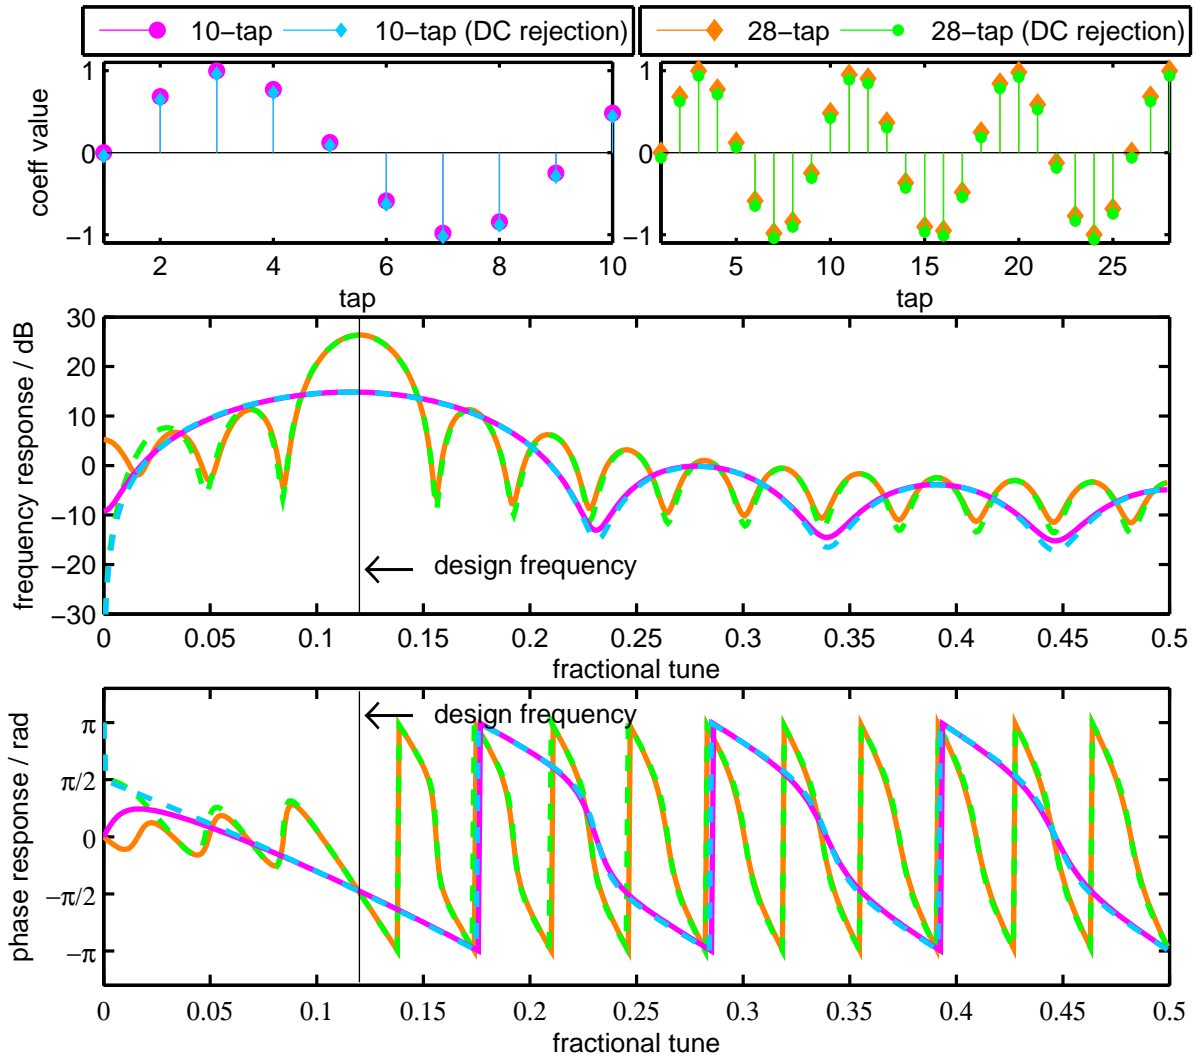 10−tap 10−tap (DC rejection) 28−tap 28−tap (DC rejection)
coeff value
1
0
−1
2 4 6 8 10
tap
1
0
−1
5 10 15 20 25
tap
frequency response / dB
30
20
10
0
−10
−20
−30
design frequency
0 0.05 0.1 0.15 0.2 0.25 0.3 0.35 0.4 0.45 0.5
fractional tune
phase response / rad
π
π/2
0
−π/2
−π
design frequency
0 0.05 0.1 0.15 0.2 0.25 0.3 0.35 0.4 0.45 0.5
fractional tune